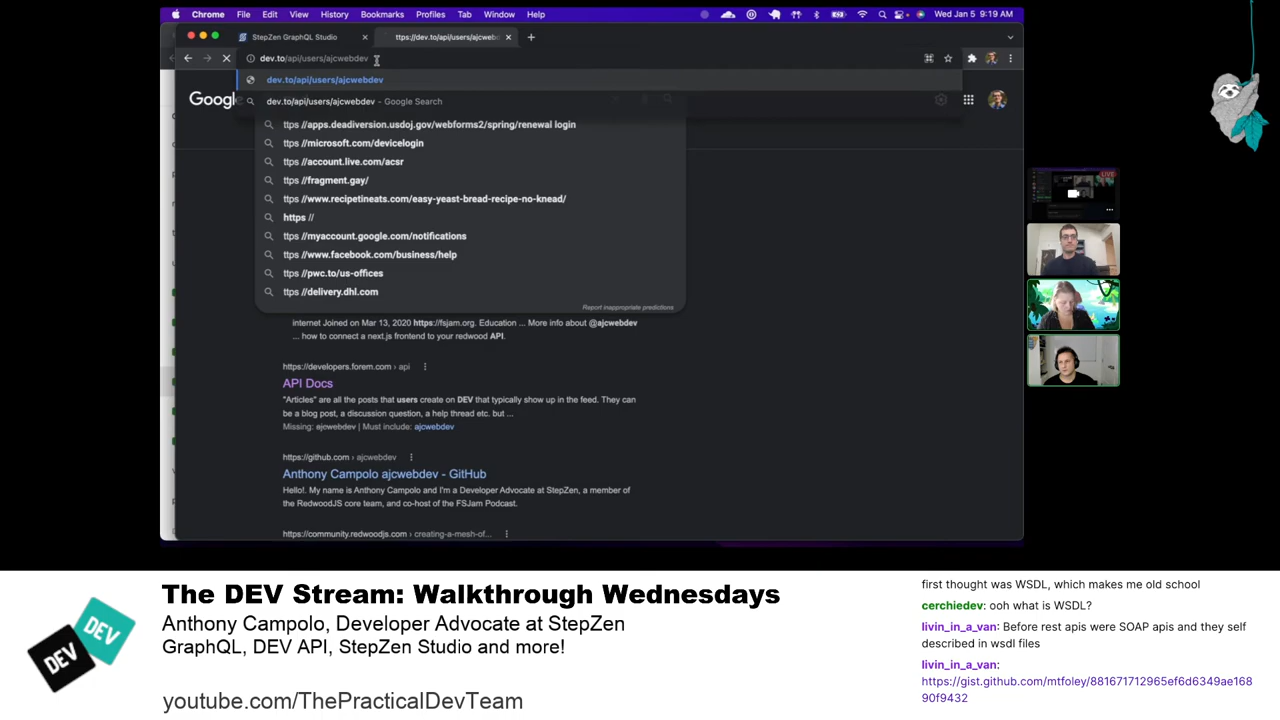 Chrome File Edit View History Bookmarks Profiles Tab Window Help Wed Jan 5 9:19 AM
StepZen GraphQL Studio ttps://dev.to/api/users/ajcweb
dev.to/api/users/ajcwebdev
dev.to/api/users/ajcwebdev
Google
dev.to/api/users/ajcwebdev - Google Search
ttps //apps.deadiversion.usdoj.gov/webforms2/spring/renewal login
ttps //microsoft.com/devicelogin
ttps //account.live.com/acsr
ttps //fragment.gay/
ttps //www.recipetineats.com/easy-yeast-bread-recipe-no-knead/
https //
ttps //myaccount.google.com/notifications
ttps //www.facebook.com/business/help
ttps //pwc.to/us-offices
ttps //delivery.dhl.com
Report inappropriate predictions
internet Joined on Mar 13, 2020 https://fsjam.org. Education ... More info about @ajcwebdev
... how to connect a next.js frontend to your redwood API.
https://developers.forem.com › api
API Docs
"Articles" are all the posts that users create on DEV that typically show up in the feed. They can
be a blog post, a discussion question, a help thread etc. but ...
Missing: ajcwebdev | Must include: ajcwebdev
https://github.com › ajcwebdev
Anthony Campolo ajcwebdev - GitHub
Hello!. My name is Anthony Campolo and I'm a Developer Advocate at StepZen, a member of
the RedwoodJS core team, and co-host of the FSJam Podcast.
https://community.redwoodjs.com › creating-a-mesh-of...
LIVE
DEV
DEV
The DEV Stream: Walkthrough Wednesdays
Anthony Campolo, Developer Advocate at StepZen
GraphQL, DEV API, StepZen Studio and more!
youtube.com/ThePracticalDevTeam
first thought was WSDL, which makes me old school
cerchiedev: ooh what is WSDL?
livin_in_a_van: Before rest apis were SOAP apis and they self
described in wsdl files
livin_in_a_van:
https://gist.github.com/mtfoley/881671712965ef6d6349ae168
90f9432